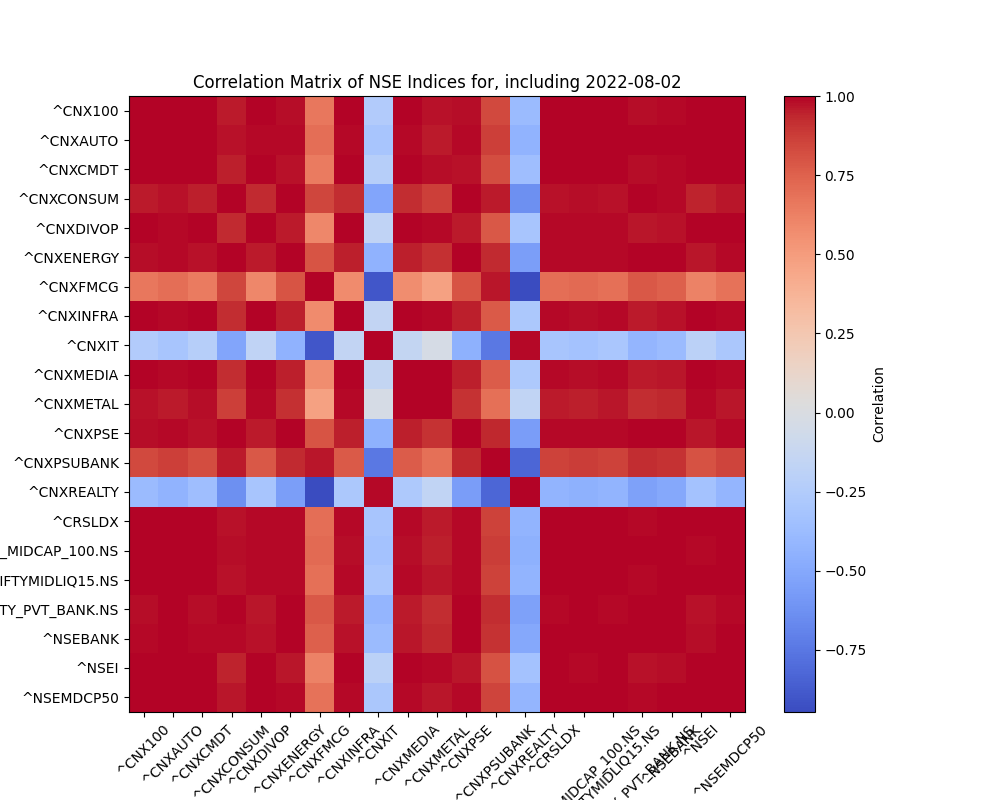 Correlation Matrix of NSE Indices for, including 2022-08-02
^CNX100
^CNXAUTO
^CNXCMDT
^CNXCONSUM
^CNXDIVOP
^CNXENERGY
^CNXFMCG
^CNXINFRA
^CNXIT
^CNXMEDIA
^CNXMETAL
^CNXPSE
^CNXPSUBANK
^CNXREALTY
^CRSLDX
_MIDCAP_100.NS
IFTYMIDLIQ15.NS
TY_PVT_BANK.NS
^NSEBANK
^NSEI
^NSEMDCP50
^CNX100
^CNXAUTO
^CNXCMDT
^CNXCONSUM
^CNXDIVOP
^CNXENERGY
^CNXFMCG
^CNXINFRA
^CNXIT
^CNXMEDIA
^CNXMETAL
^CNXPSE
^CNXPSUBANK
^CNXREALTY
^CRSLDX
MIDCAP_100.NS
TYMIDLIQ15.NS
_PVT_BANK.NS
^NSEBANK
^NSEI
^NSEMDCP50
1.00
0.75
0.50
0.25
0.00
−0.25
−0.50
−0.75
Correlation